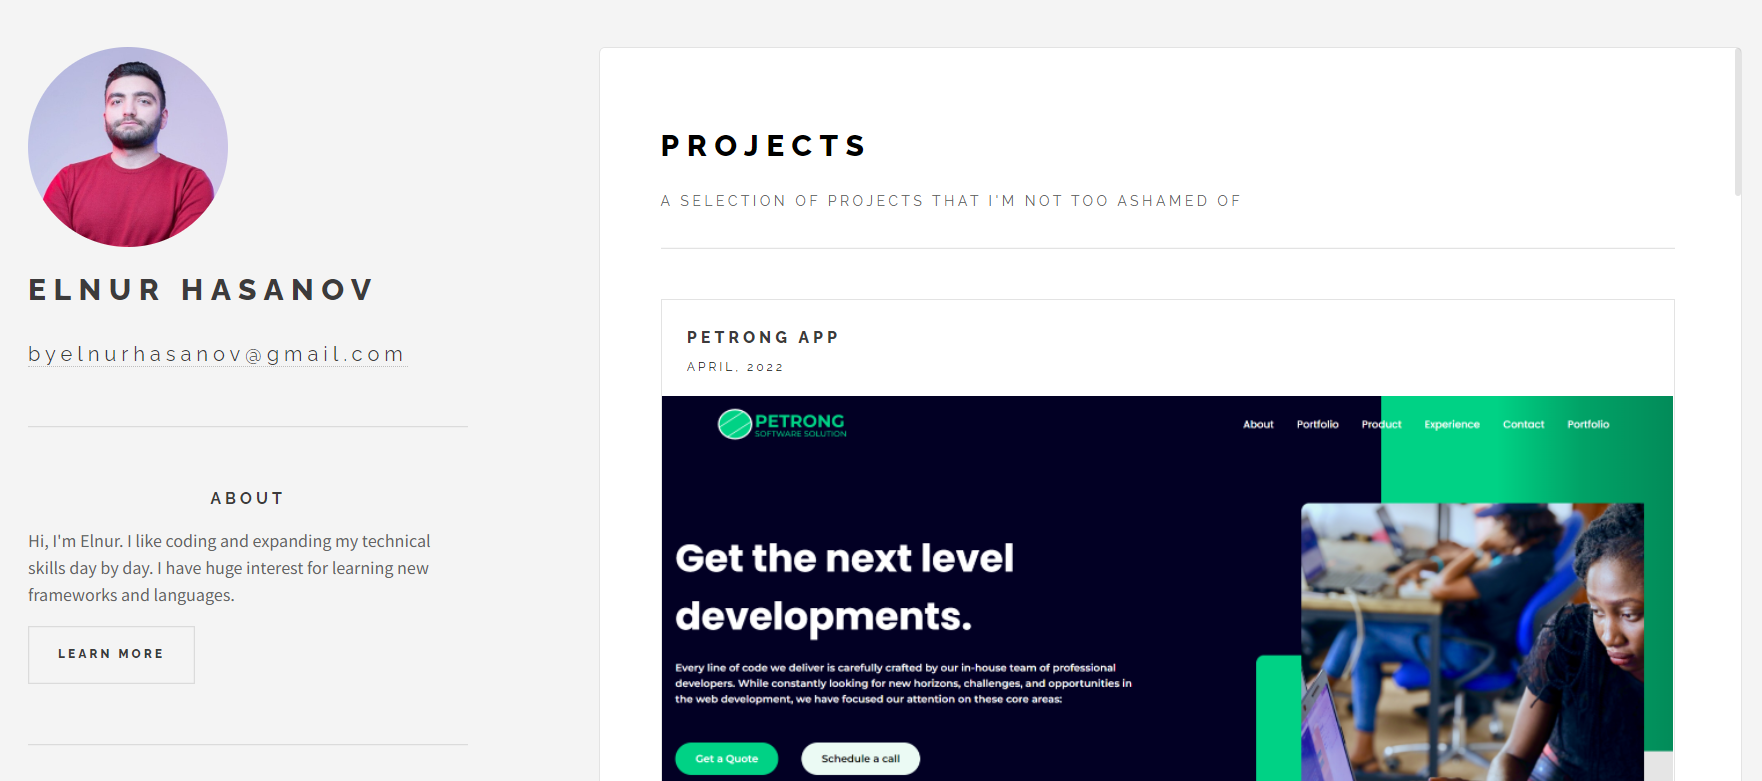 ELNUR HASANOV
byelnurhasanov@gmail.com
ABOUT
Hi, I'm Elnur. I like coding and expanding my technical
skills day by day. I have huge interest for learning new
frameworks and languages.
LEARN MORE
PROJECTS
A SELECTION OF PROJECTS THAT I'M NOT TOO ASHAMED OF
PETRONG APP
APRIL, 2022
PETRONG
SOFTWARE SOLUTION
About Portfolio Product Experience Contact Portfolio
Get the next level
developments.
Every line of code we deliver is carefully crafted by our in-house team of professional
developers. While constantly looking for new horizons, challenges, and opportunities in
the web development, we have focused our attention on these core areas:
Get a Quote Schedule a call